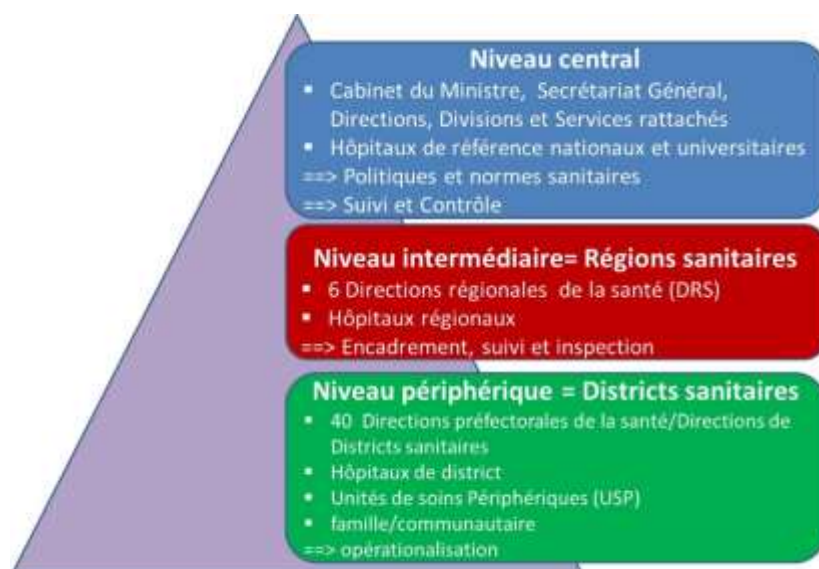 Niveau central
▪ Cabinet du Ministre, Secrétariat Général,
Directions, Divisions et Services rattachés
▪ Hôpitaux de référence nationaux et universitaires
==> Politiques et normes sanitaires
==> Suivi et Contrôle
Niveau intermédiaire= Régions sanitaires
▪ 6 Directions régionales de la santé (DRS)
▪ Hôpitaux régionaux
==> Encadrement, suivi et inspection
Niveau périphérique = Districts sanitaires
▪ 40 Directions préfectorales de la santé/Directions de
Districts sanitaires
▪ Hôpitaux de district
▪ Unités de soins Périphériques (USP)
▪ famille/communautaire
==> opérationalisation